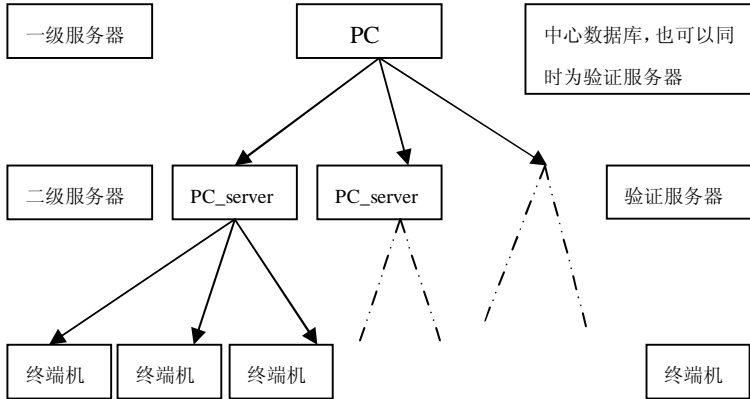 一级服务器
PC
中心数据库，也可以同
时为验证服务器
二级服务器
PC_server
PC_server
验证服务器
终端机
终端机
终端机
终端机